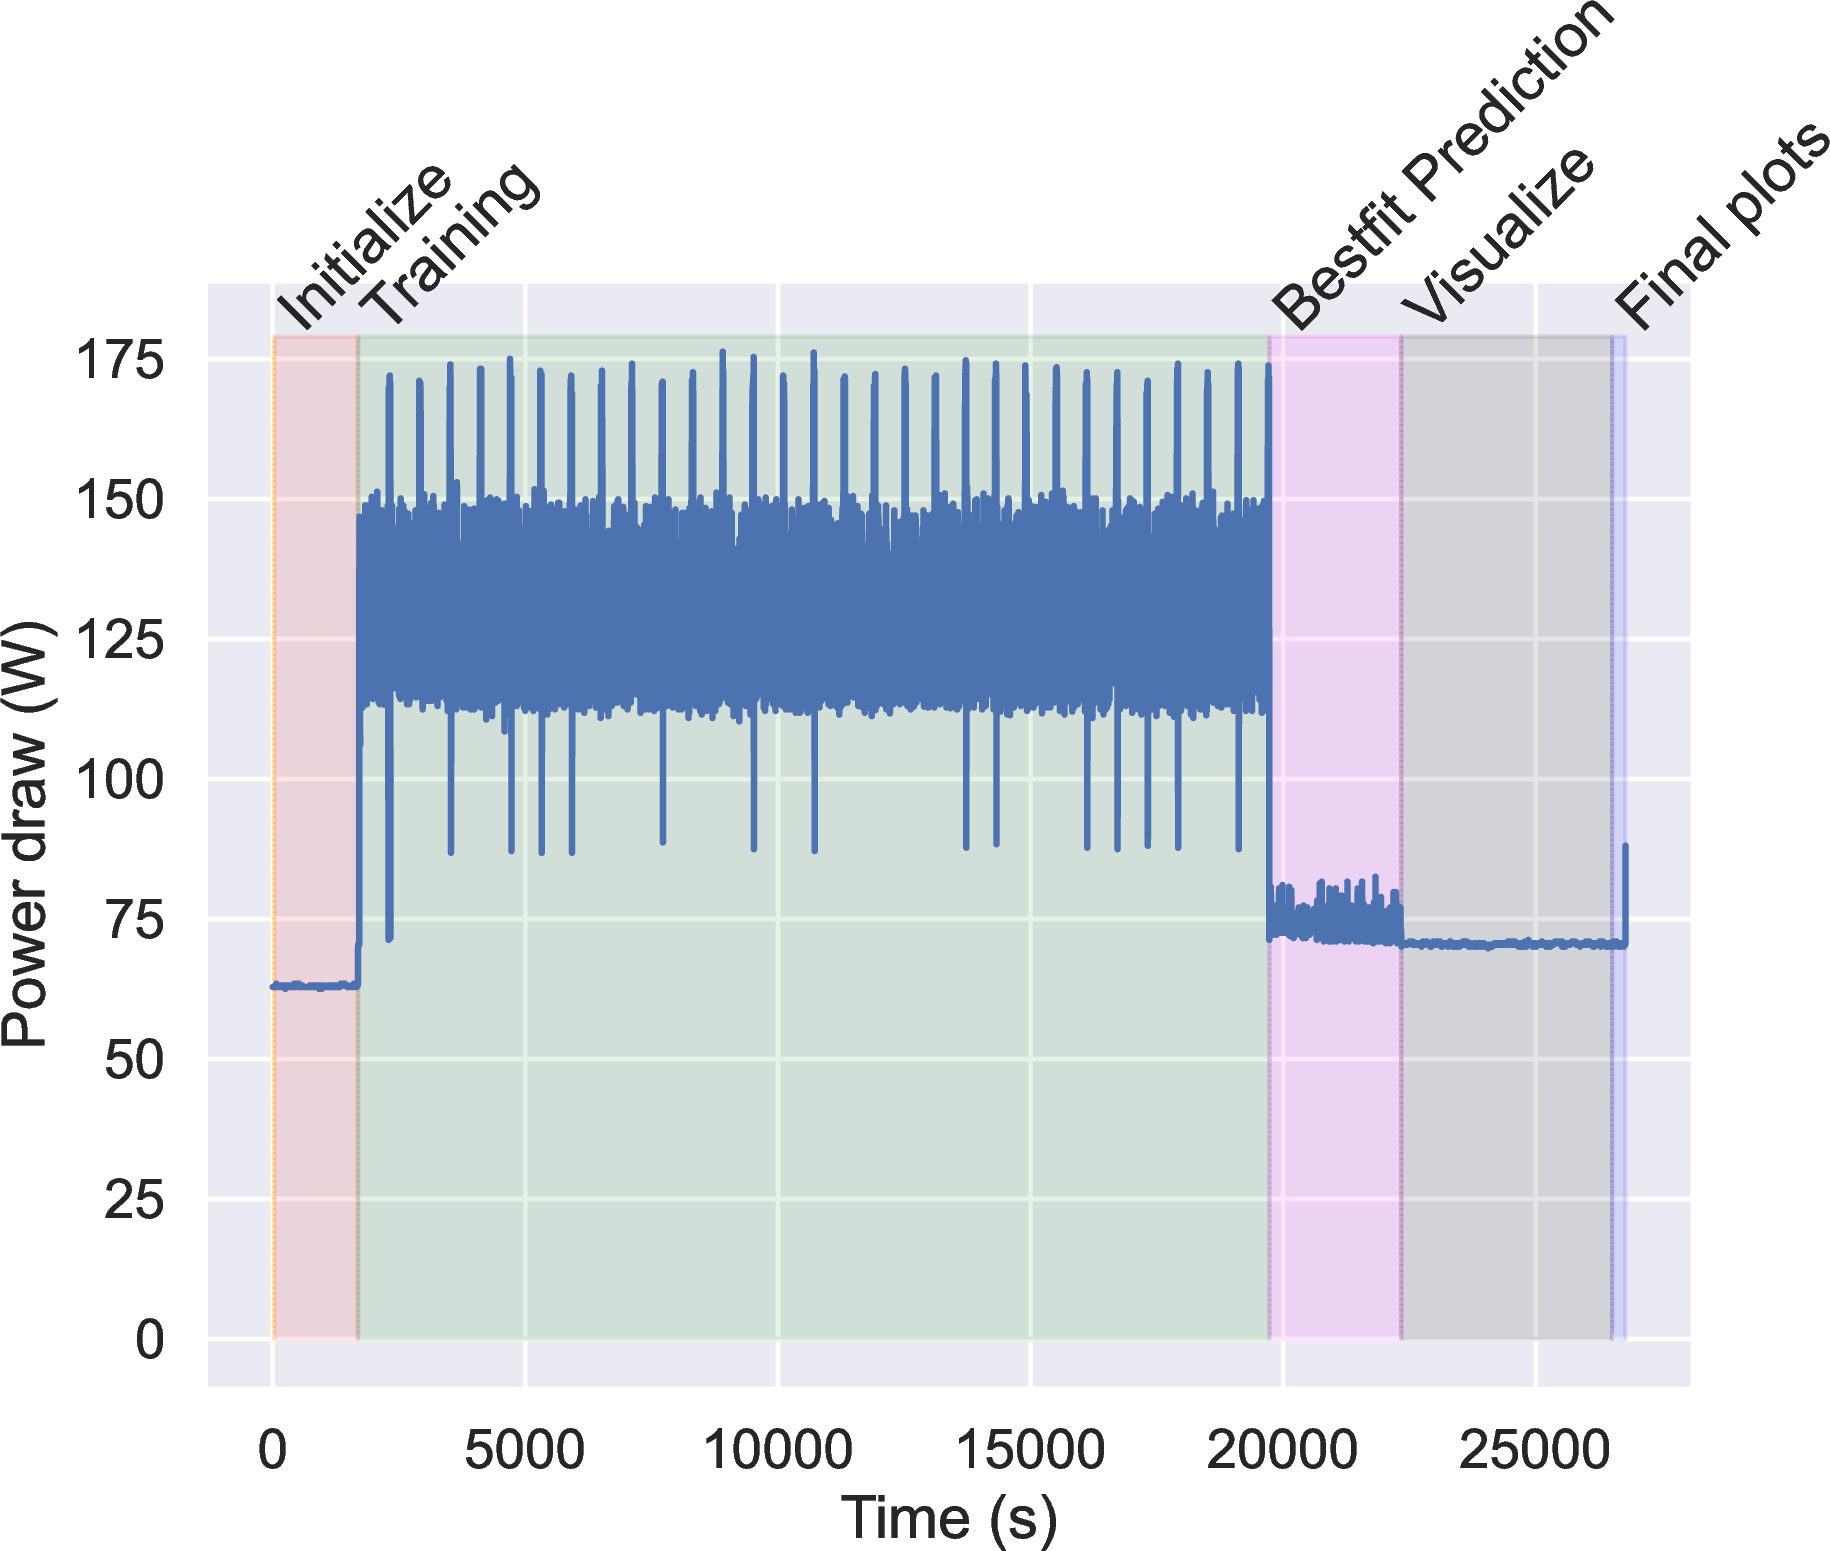 Initialize
Training
Bestfit Prediction
Visualize
Final plots
Power draw (W)
175
150
125
100
75
50
25
0
0 5000 10000 15000 20000 25000
Time (s)